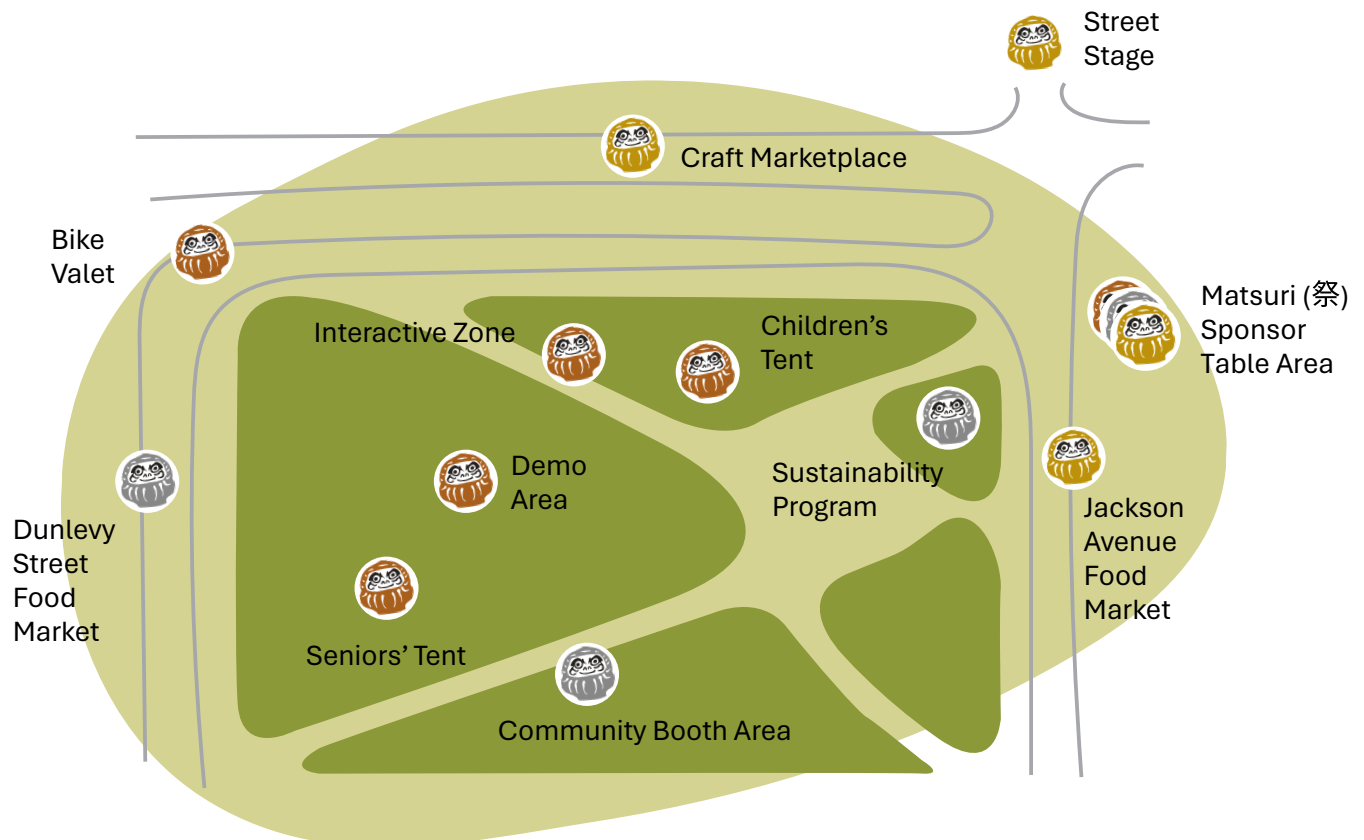 Street
Stage
Craft Marketplace
Bike
Valet
Matsuri (祭)
Sponsor
Table Area
Interactive Zone
Children’s
Tent
Demo
Area
Sustainability
Program
Dunlevy
Street
Food
Market
Jackson
Avenue
Food
Market
Seniors’ Tent
Community Booth Area